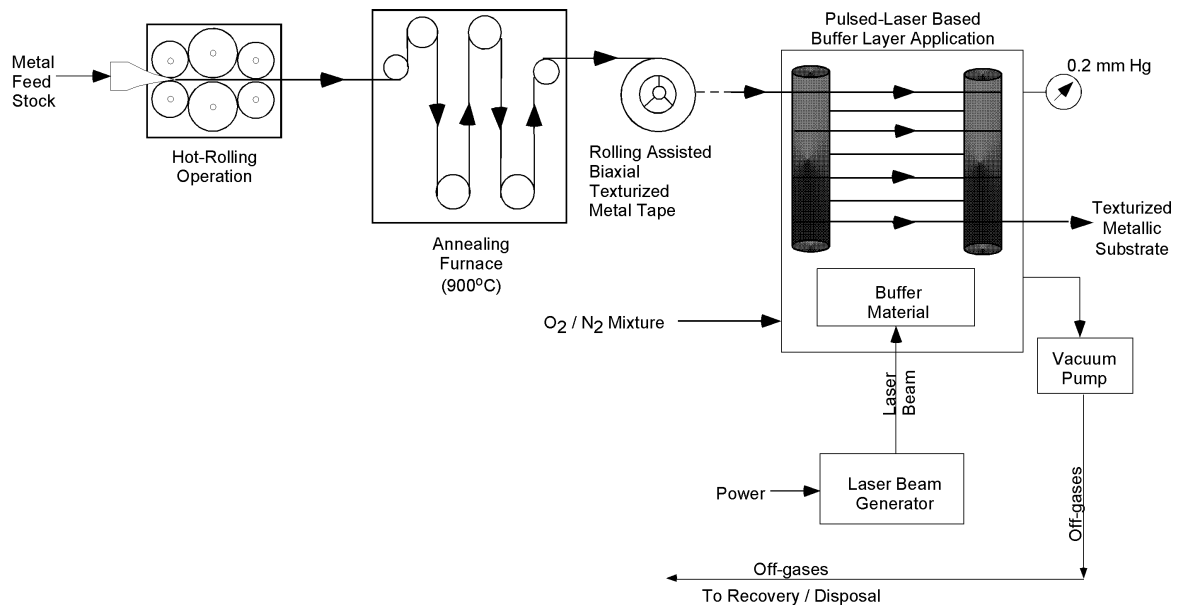 Metal
Feed
Stock
Hot-Rolling
Operation
Annealing
Furnace
(900⁰C)
Rolling Assisted
Biaxial
Texturized
Metal Tape
Pulsed-Laser Based
Buffer Layer Application
0.2 mm Hg
Texturized
Metallic
Substrate
Buffer
Material
O2 / N2 Mixture
Vacuum
Pump
Laser
Beam
Power
Laser Beam
Generator
Off-gases
Off-gases
To Recovery / Disposal